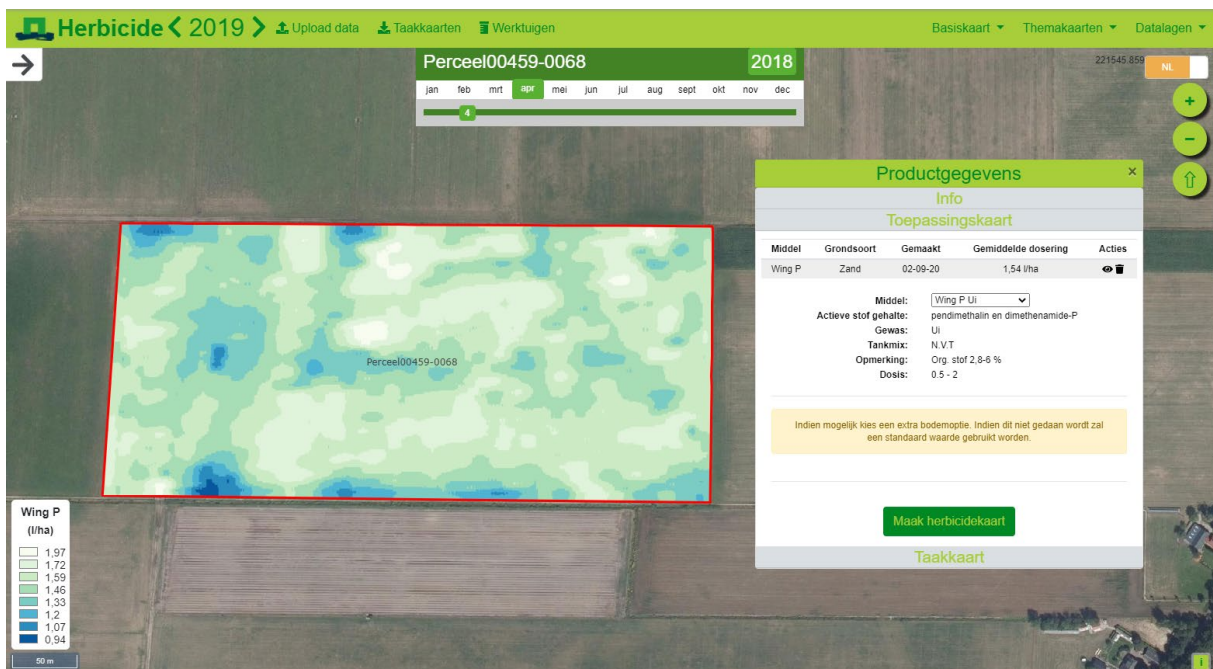 Herbicide < 2019 > Upload data Taakkaarten Werktuigen Basiskaart Themakaarten Datalagen
Perceel00459-0068 2018
jan feb mrt apr mei jun jul aug sept okt nov dec
4
221545.859
NL
+
−
Productgegevens ×
Info
Toepassingskaart
Middel Grondsoort Gemaakt Gemiddelde dosering Acties
Wing P Zand 02-09-20 1,54 l/ha
Middel: Wing P Ui
Actieve stof gehalte: pendimethalin en dimethenamide-P
Gewas: Ui
Tankmix: N.V.T
Opmerking: Org. stof 2,8-6 %
Dosis: 0.5 - 2
Indien mogelijk kies een extra bodemoptie. Indien dit niet gedaan wordt zal
een standaard waarde gebruikt worden.
Maak herbicidekaart
Taakkaart
Perceel00459-0068
Wing P
(l/ha)
1,97
1,72
1,59
1,46
1,33
1,2
1,07
0,94
50 m
i